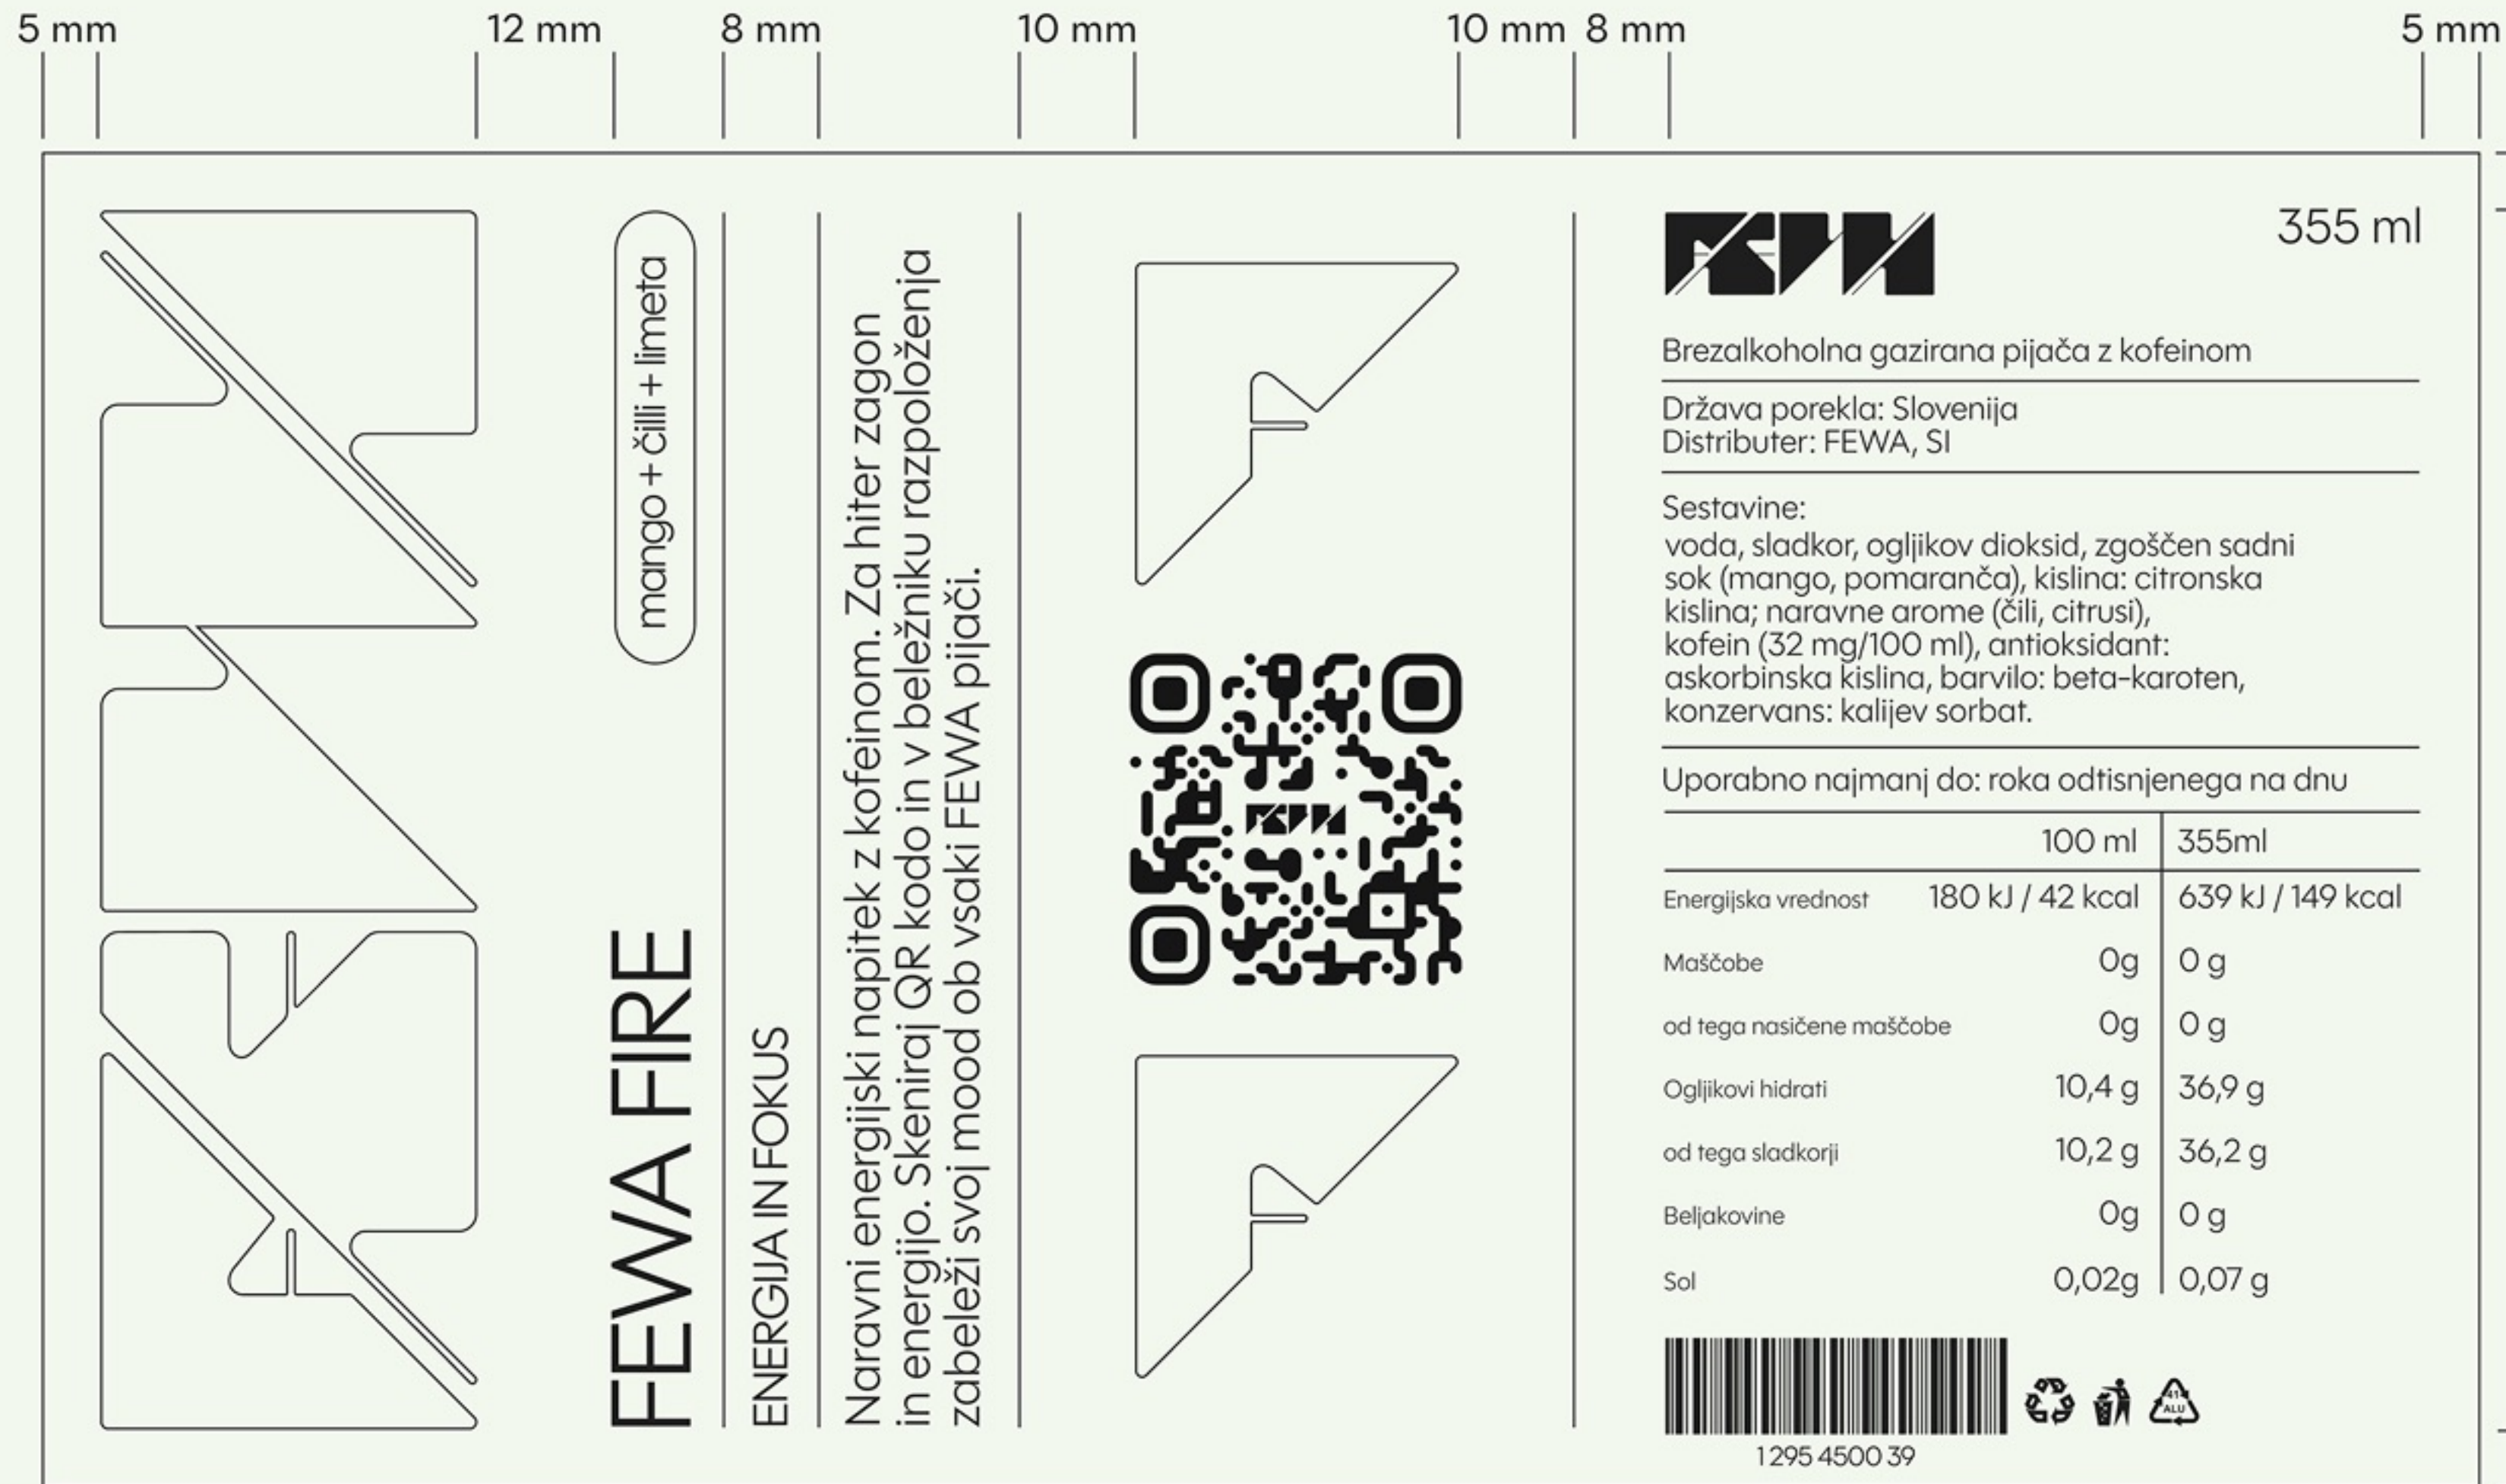 5 mm
12 mm
8 mm
10 mm
10 mm
8 mm
5 mm
mango + čili + limeta
FEWA FIRE
ENERGIJA IN FOKUS
Naravni energijski napitek z kofeinom. Za hiter zagon
in energijo. Skeniraj QR kodo in v beležniku razpoloženja
zabeleži svoj mood ob vsaki FEWA pijači.
FEWA
FEWA
355 ml
Brezalkoholna gazirana pijača z kofeinom
Država porekla: Slovenija
Distributer: FEWA, SI
Sestavine:
voda, sladkor, ogljikov dioksid, zgoščen sadni
sok (mango, pomaranča), kislina: citronska
kislina; naravne arome (čili, citrusi),
kofein (32 mg/100 ml), antioksidant:
askorbinska kislina, barvilo: beta-karoten,
konzervans: kalijev sorbat.
Uporabno najmanj do: roka odtisnjenega na dnu
100 ml 355ml
Energijska vrednost 180 kJ / 42 kcal 639 kJ / 149 kcal
Maščobe 0g 0 g
od tega nasičene maščobe 0g 0 g
Ogljikovi hidrati 10,4 g 36,9 g
od tega sladkorji 10,2 g 36,2 g
Beljakovine 0g 0 g
Sol 0,02g 0,07 g
41
ALU
1 295 4500 39